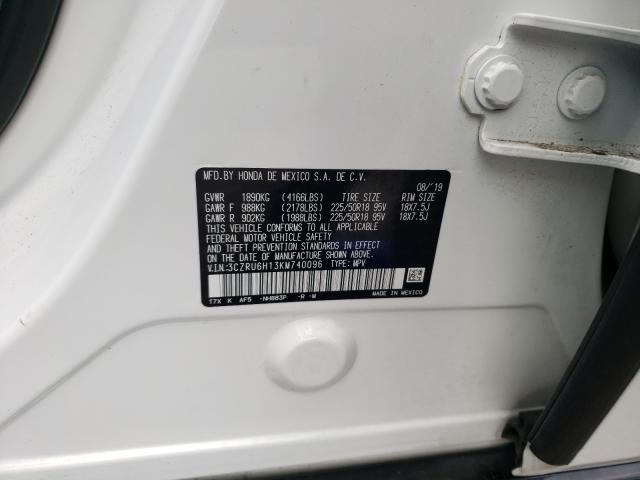 MFD.BY HONDA DE MEXICO S.A. DE C.V. 08/'19
GVWR 1890KG (4166LBS) TIRE SIZE RIM SIZE
GAWR F 988KG (2178LBS) 225/50R18 95V 18X7.5J
GAWR R 902KG (1988LBS) 225/50R18 95V 18X7.5J
THIS VEHICLE CONFORMS TO ALL APPLICABLE
FEDERAL MOTOR VEHICLE SAFETY,
BUMPER, AND THEFT PREVENTION STANDARDS IN EFFECT
ON THE DATE OF MANUFACTURE SHOWN ABOVE.
V.I.N.:3CZRU6H13KM740096 TYPE: MPV
T7X K AF5 -NH883P -R -M MADE IN MEXICO